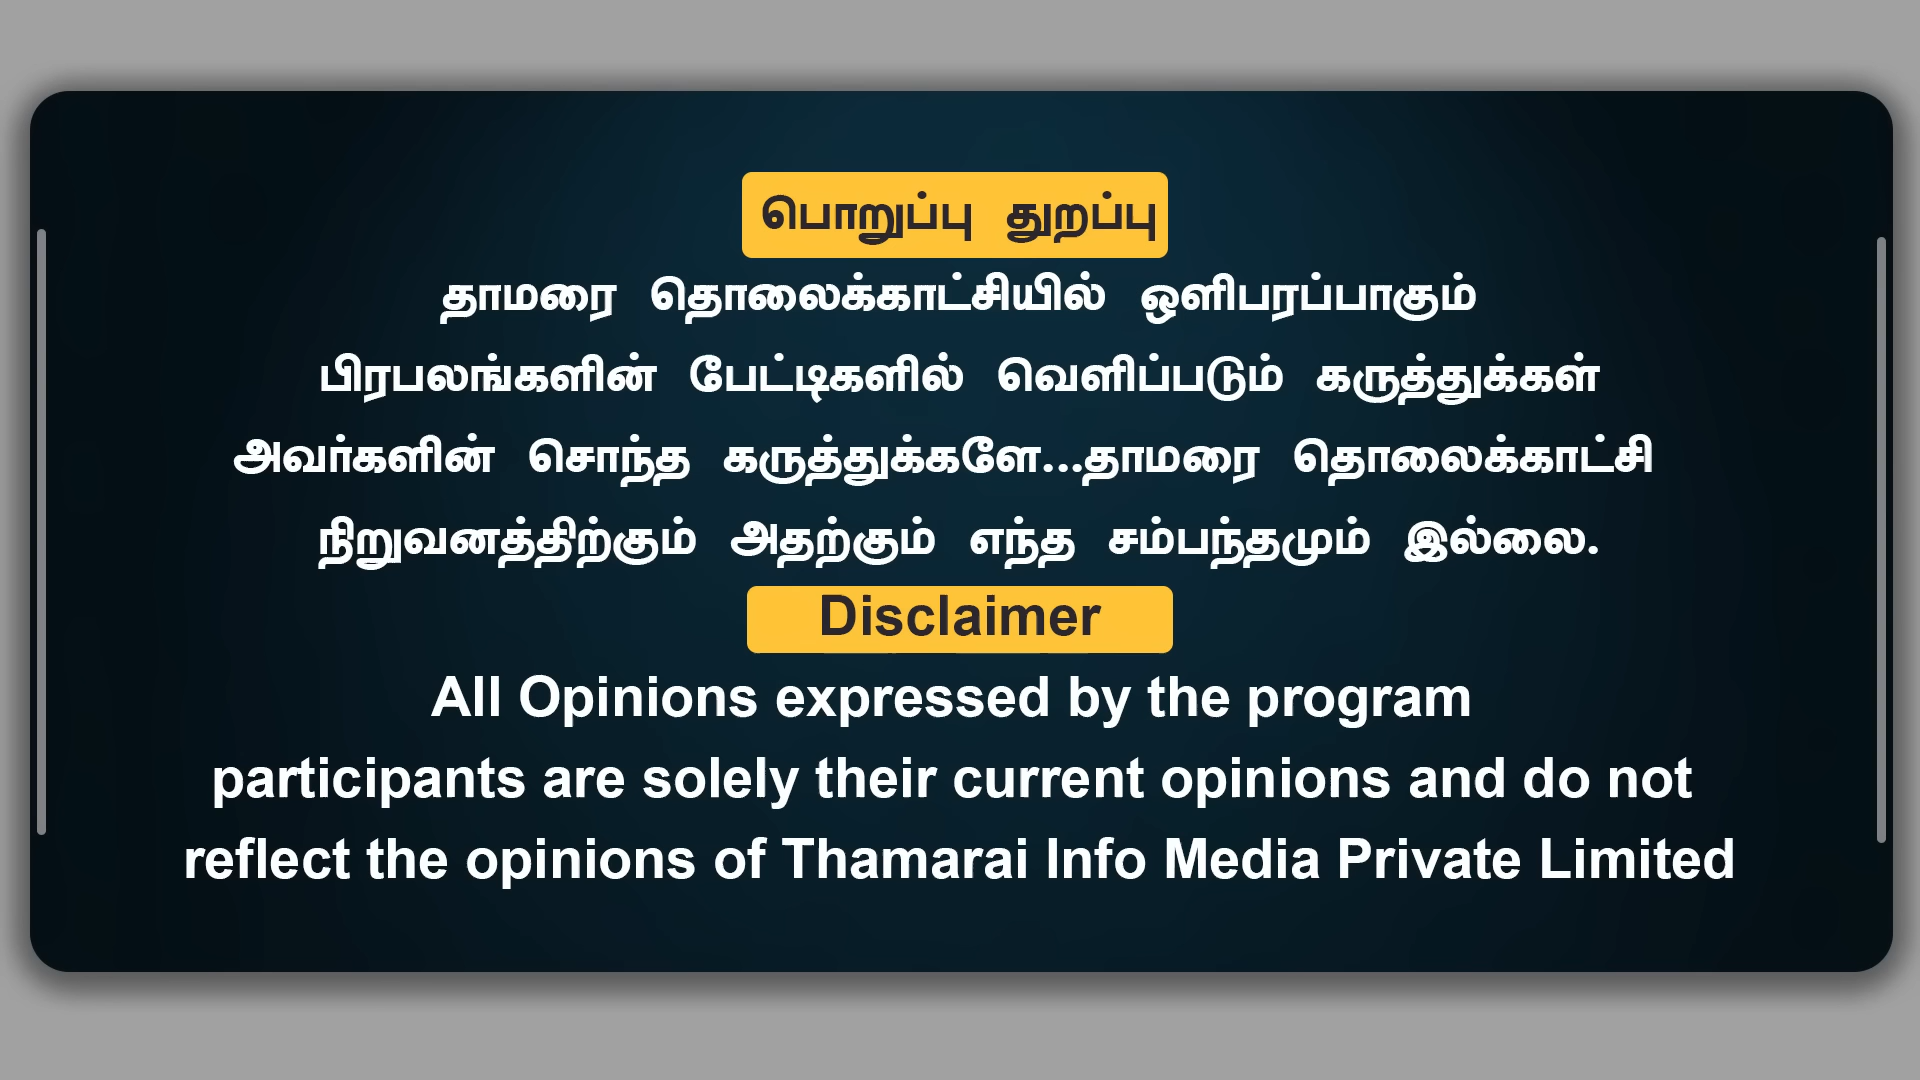 பொறுப்பு துறப்பு
தாமரை தொலைக்காட்சியில் ஒளிபரப்பாகும்
பிரபலங்களின் பேட்டிகளில் வெளிப்படும் கருத்துக்கள்
அவர்களின் சொந்த கருத்துக்களே...தாமரை தொலைக்காட்சி
நிறுவனத்திற்கும் அதற்கும் எந்த சம்பந்தமும் இல்லை.
Disclaimer
All Opinions expressed by the program
participants are solely their current opinions and do not
reflect the opinions of Thamarai Info Media Private Limited